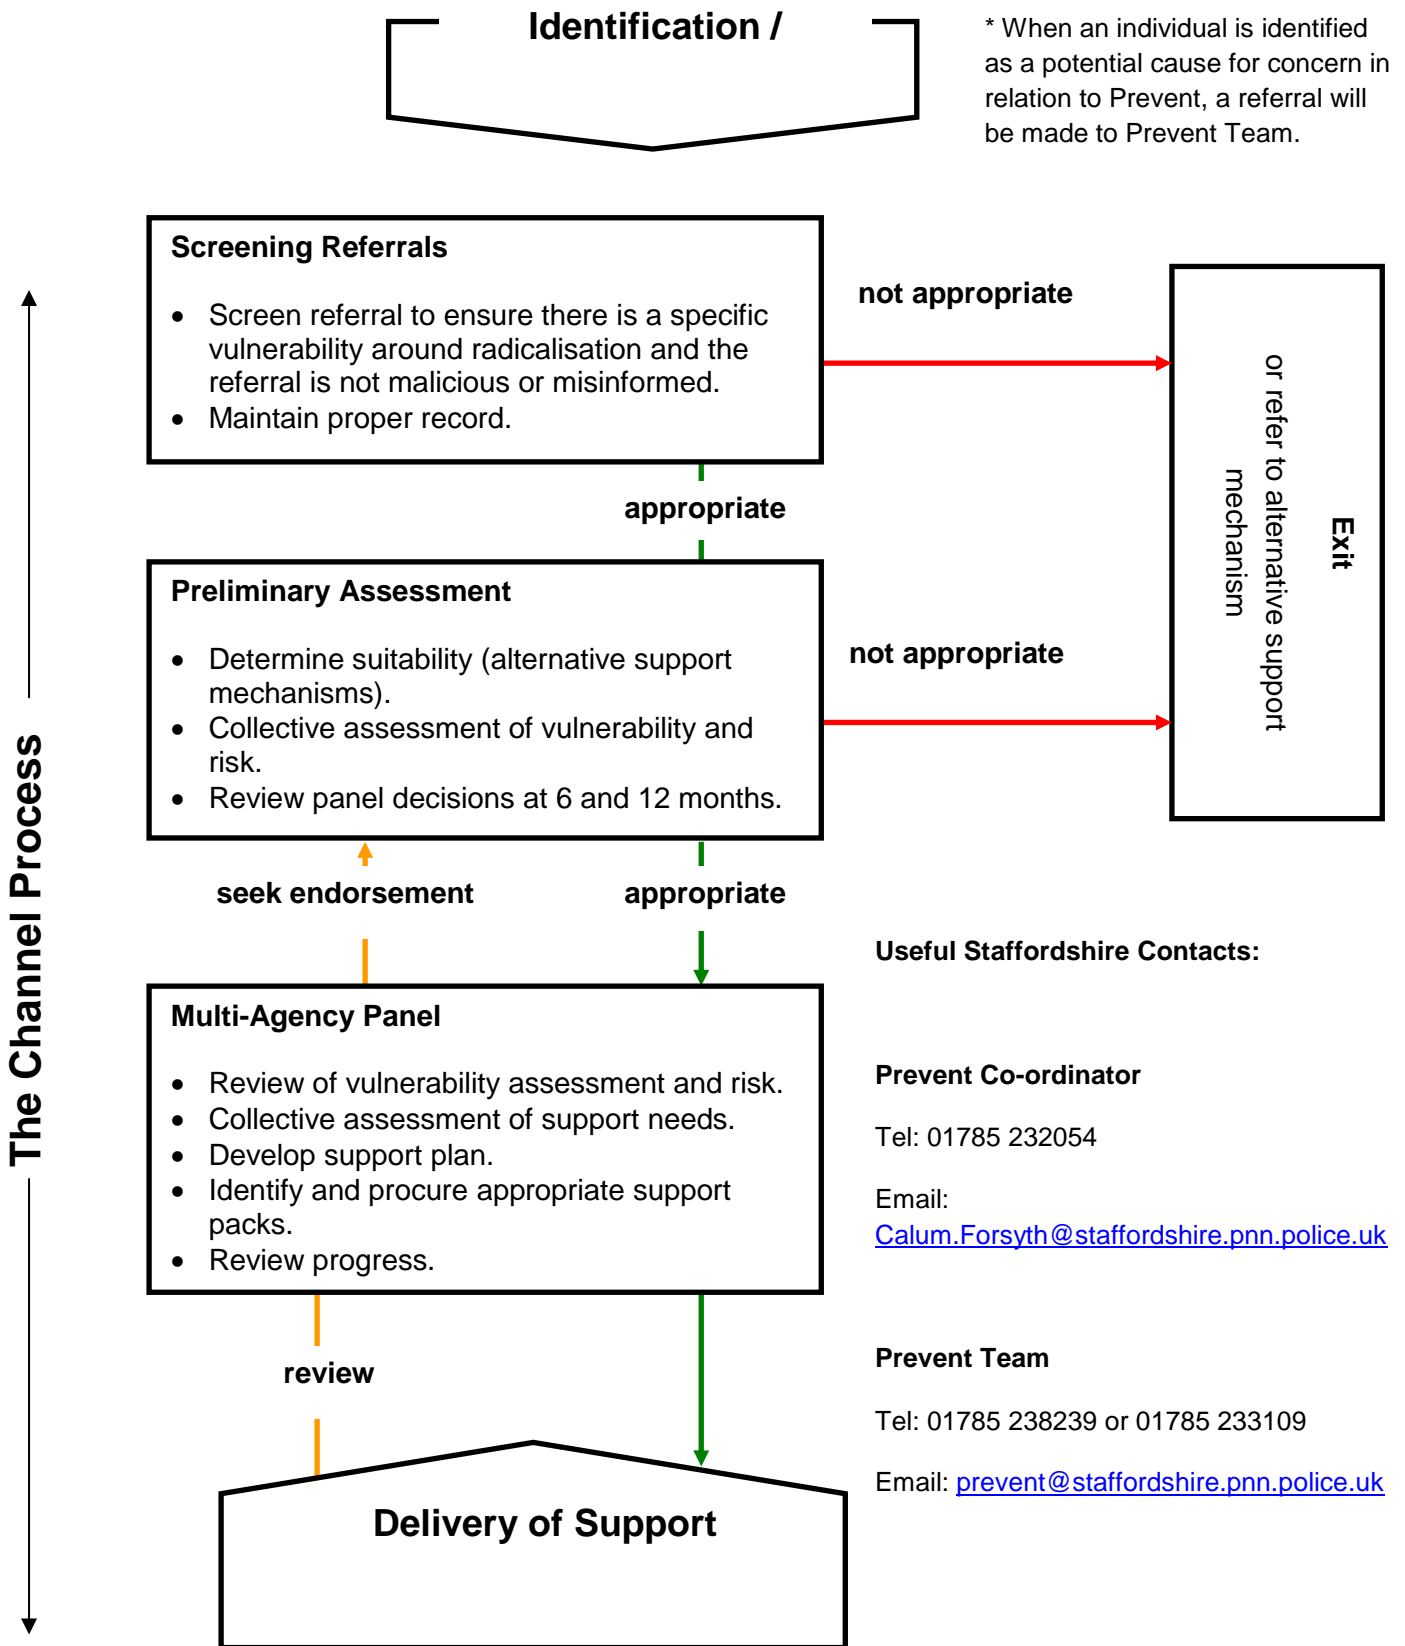 Identification /
* When an individual is identified
as a potential cause for concern in
relation to Prevent, a referral will
be made to Prevent Team.
The Channel Process
Screening Referrals
• Screen referral to ensure there is a specific
vulnerability around radicalisation and the
referral is not malicious or misinformed.
• Maintain proper record.
not appropriate
Exit
or refer to alternative support
mechanism
appropriate
Preliminary Assessment
• Determine suitability (alternative support
mechanisms).
• Collective assessment of vulnerability and
risk.
• Review panel decisions at 6 and 12 months.
not appropriate
seek endorsement
appropriate
Multi-Agency Panel
• Review of vulnerability assessment and risk.
• Collective assessment of support needs.
• Develop support plan.
• Identify and procure appropriate support
packs.
• Review progress.
review
Delivery of Support
Useful Staffordshire Contacts:
Prevent Co-ordinator
Tel: 01785 232054
Email:
Calum.Forsyth@staffordshire.pnn.police.uk
Prevent Team
Tel: 01785 238239 or 01785 233109
Email: prevent@staffordshire.pnn.police.uk